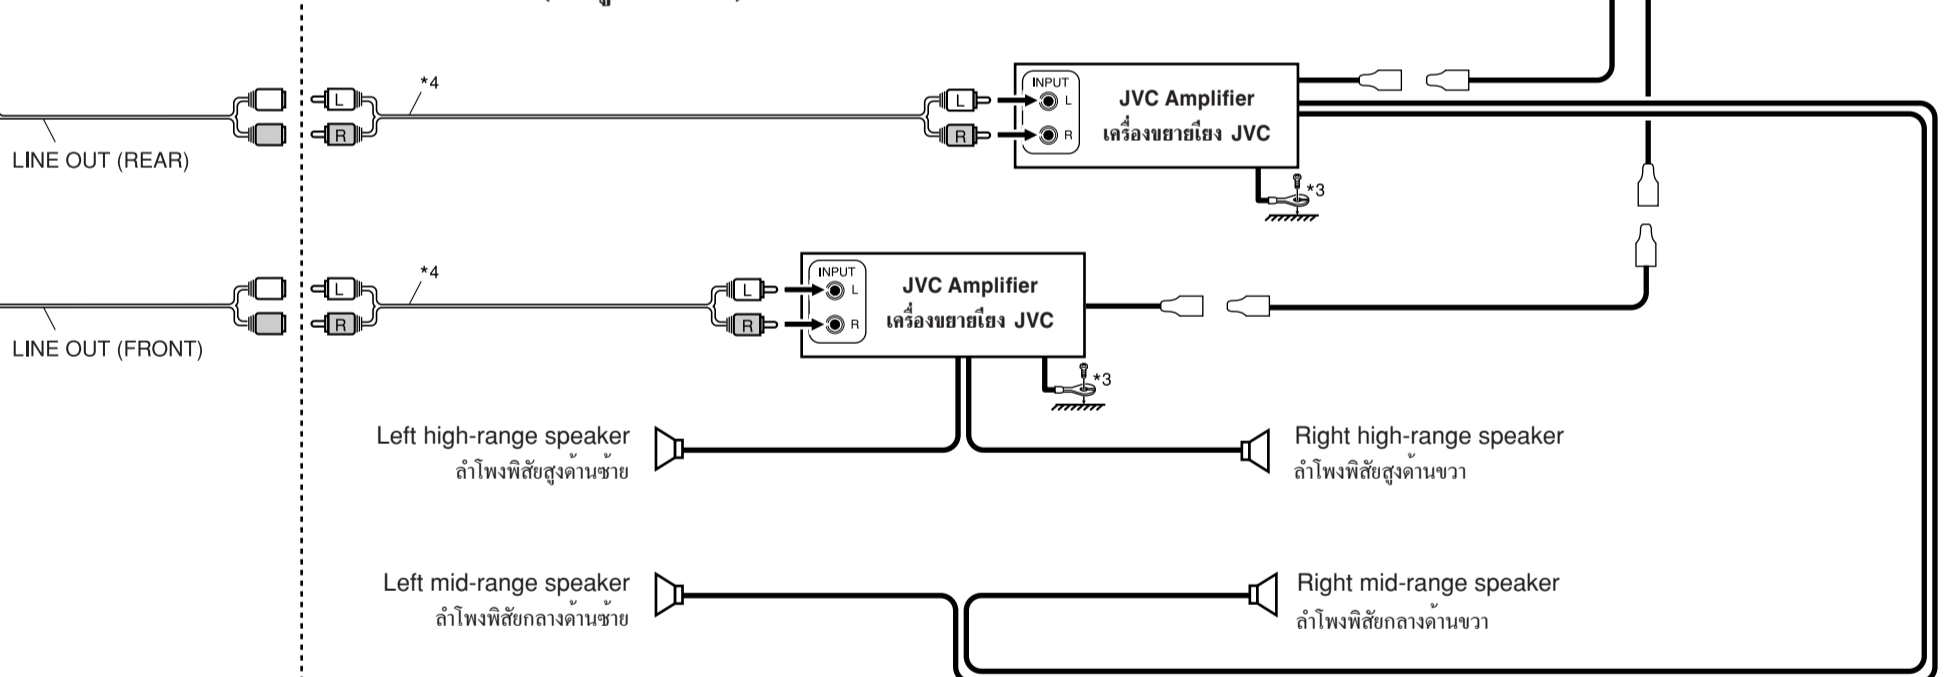 *4
L
R
LINE OUT (REAR)
L
R
INPUT
L
R
JVC Amplifier
เครื่องขยายเียง JVC
*3
*4
L
R
LINE OUT (FRONT)
L
R
INPUT
L
R
JVC Amplifier
เครื่องขยายเียง JVC
*3
Left high-range speaker
ลำโพงพิสัยสูงด้านซ้าย
Right high-range speaker
ลำโพงพิสัยสูงด้านขวา
Left mid-range speaker
ลำโพงพิสัยกลางด้านซ้าย
Right mid-range speaker
ลำโพงพิสัยกลางด้านขวา